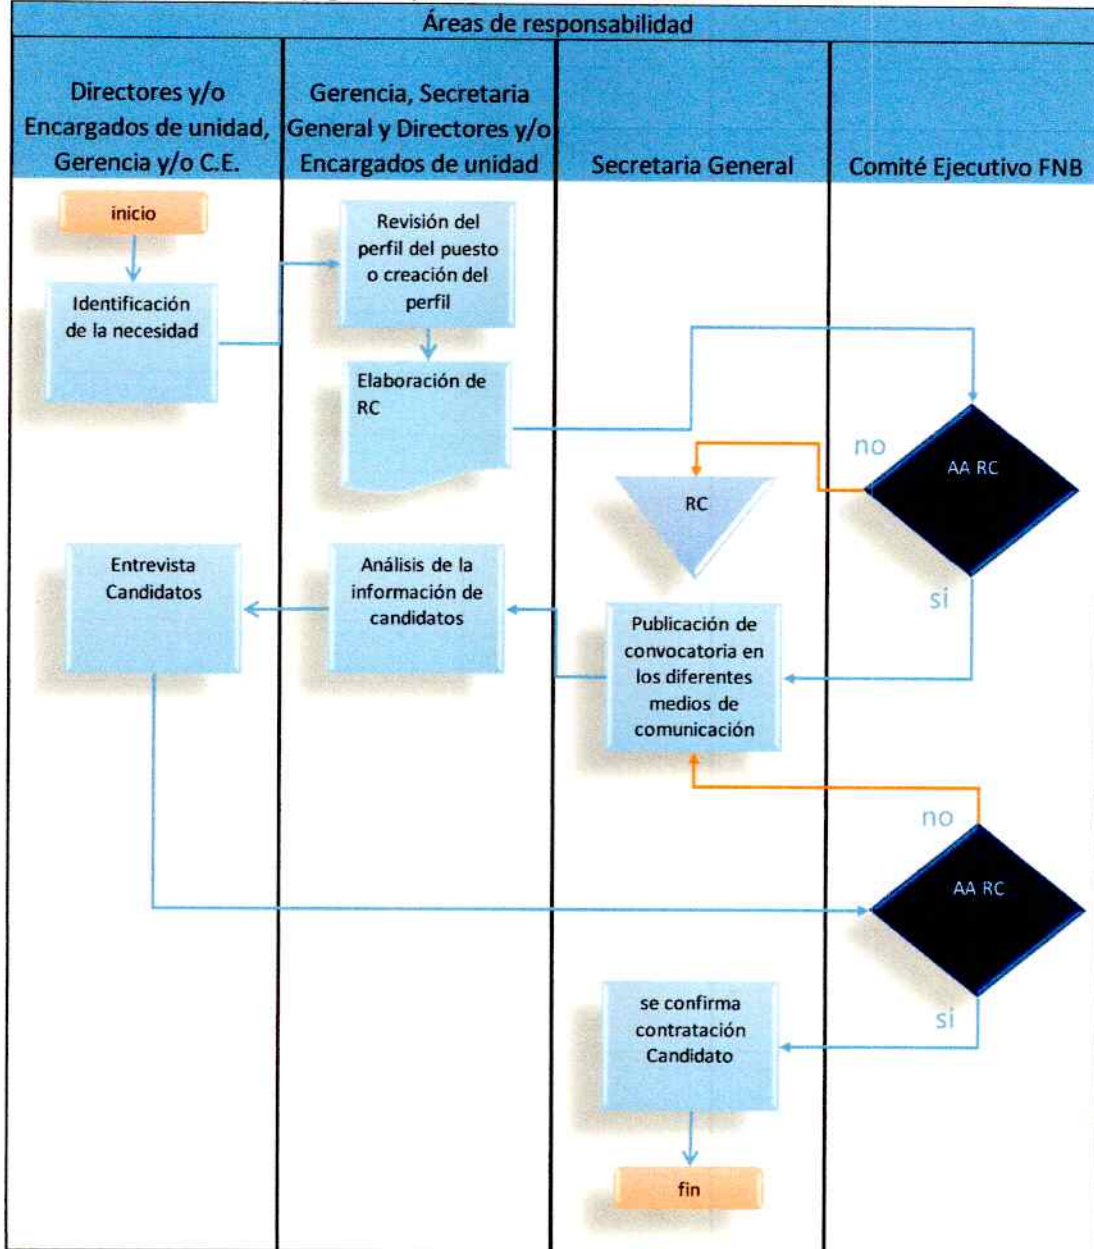 Áreas de responsabilidad
Directores y/o
Encargados de unidad,
Gerencia y/o C.E.
Gerencia, Secretaria
General y Directores y/o
Encargados de unidad
Secretaria General
Comité Ejecutivo FNB
inicio
Identificación
de la necesidad
Revisión del
perfil del puesto
o creación del
perfil
Elaboración de
RC
no
AA RC
RC
si
Entrevista
Candidatos
Análisis de la
información de
candidatos
Publicación de
convocatoria en
los diferentes
medios de
comunicación
no
AA RC
si
se confirma
contratación
Candidato
fin